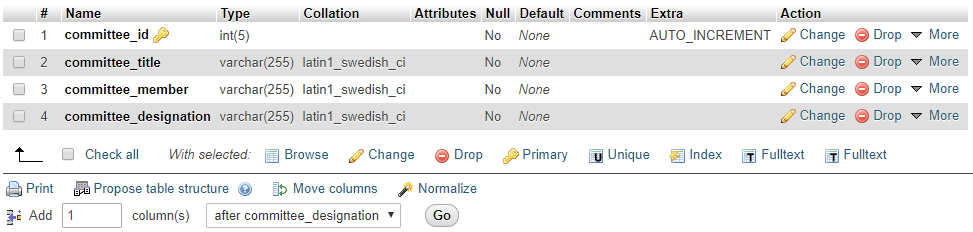 # Name Type Collation Attributes Null Default Comments Extra Action
1 committee_id int(5) No None AUTO_INCREMENT Change Drop More
2 committee_title varchar(255) latin1_swedish_ci No None Change Drop More
3 committee_member varchar(255) latin1_swedish_ci No None Change Drop More
4 committee_designation varchar(255) latin1_swedish_ci No None Change Drop More
Check all With selected: Browse Change Drop Primary Unique Index Fulltext Fulltext
Print Propose table structure Move columns Normalize
Add 1 column(s) after committee_designation Go